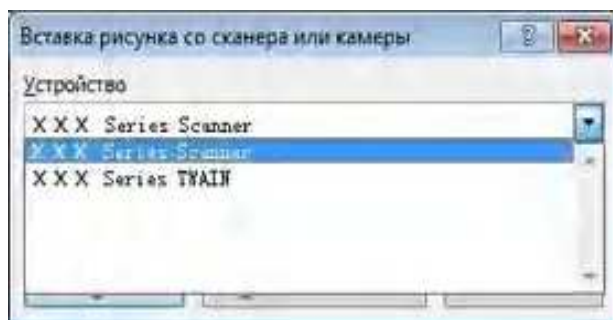 Вставка рисунка со сканера или камеры
Устройство
X X X Series Scanner
X X X Series Scanner
X X X Series TWAIN